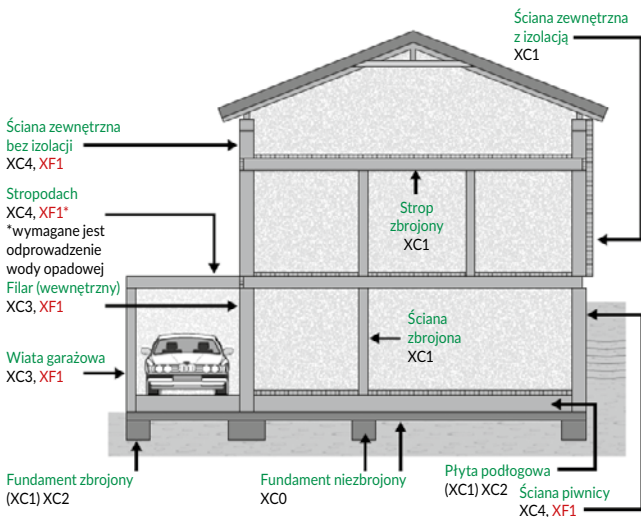 Ściana zewnętrzna
z izolacją
XC1
Ściana zewnętrzna
bez izolacji
XC4, XF1
Stropodach
XC4, XF1*
*wymagane jest
odprowadzenie
wody opadowej
Filar (wewnętrzny)
XC3, XF1
Strop
zbrojony
XC1
Ściana
zbrojona
XC1
Wiata garażowa
XC3, XF1
Fundament zbrojony
(XC1) XC2
Fundament niezbrojony
XC0
Płyta podłogowa
(XC1) XC2
Ściana piwnicy
XC4, XF1